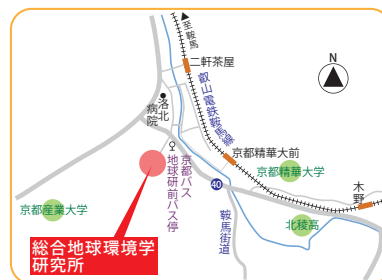 至鞍馬
二軒茶屋
N
叡山電鉄鞍馬線
洛北
病院
京都バス
地球研前バス停
京都精華大前
京都精華大学
40
木野
京都産業大学
鞍馬街道
北稜高
総合地球環境学
研究所